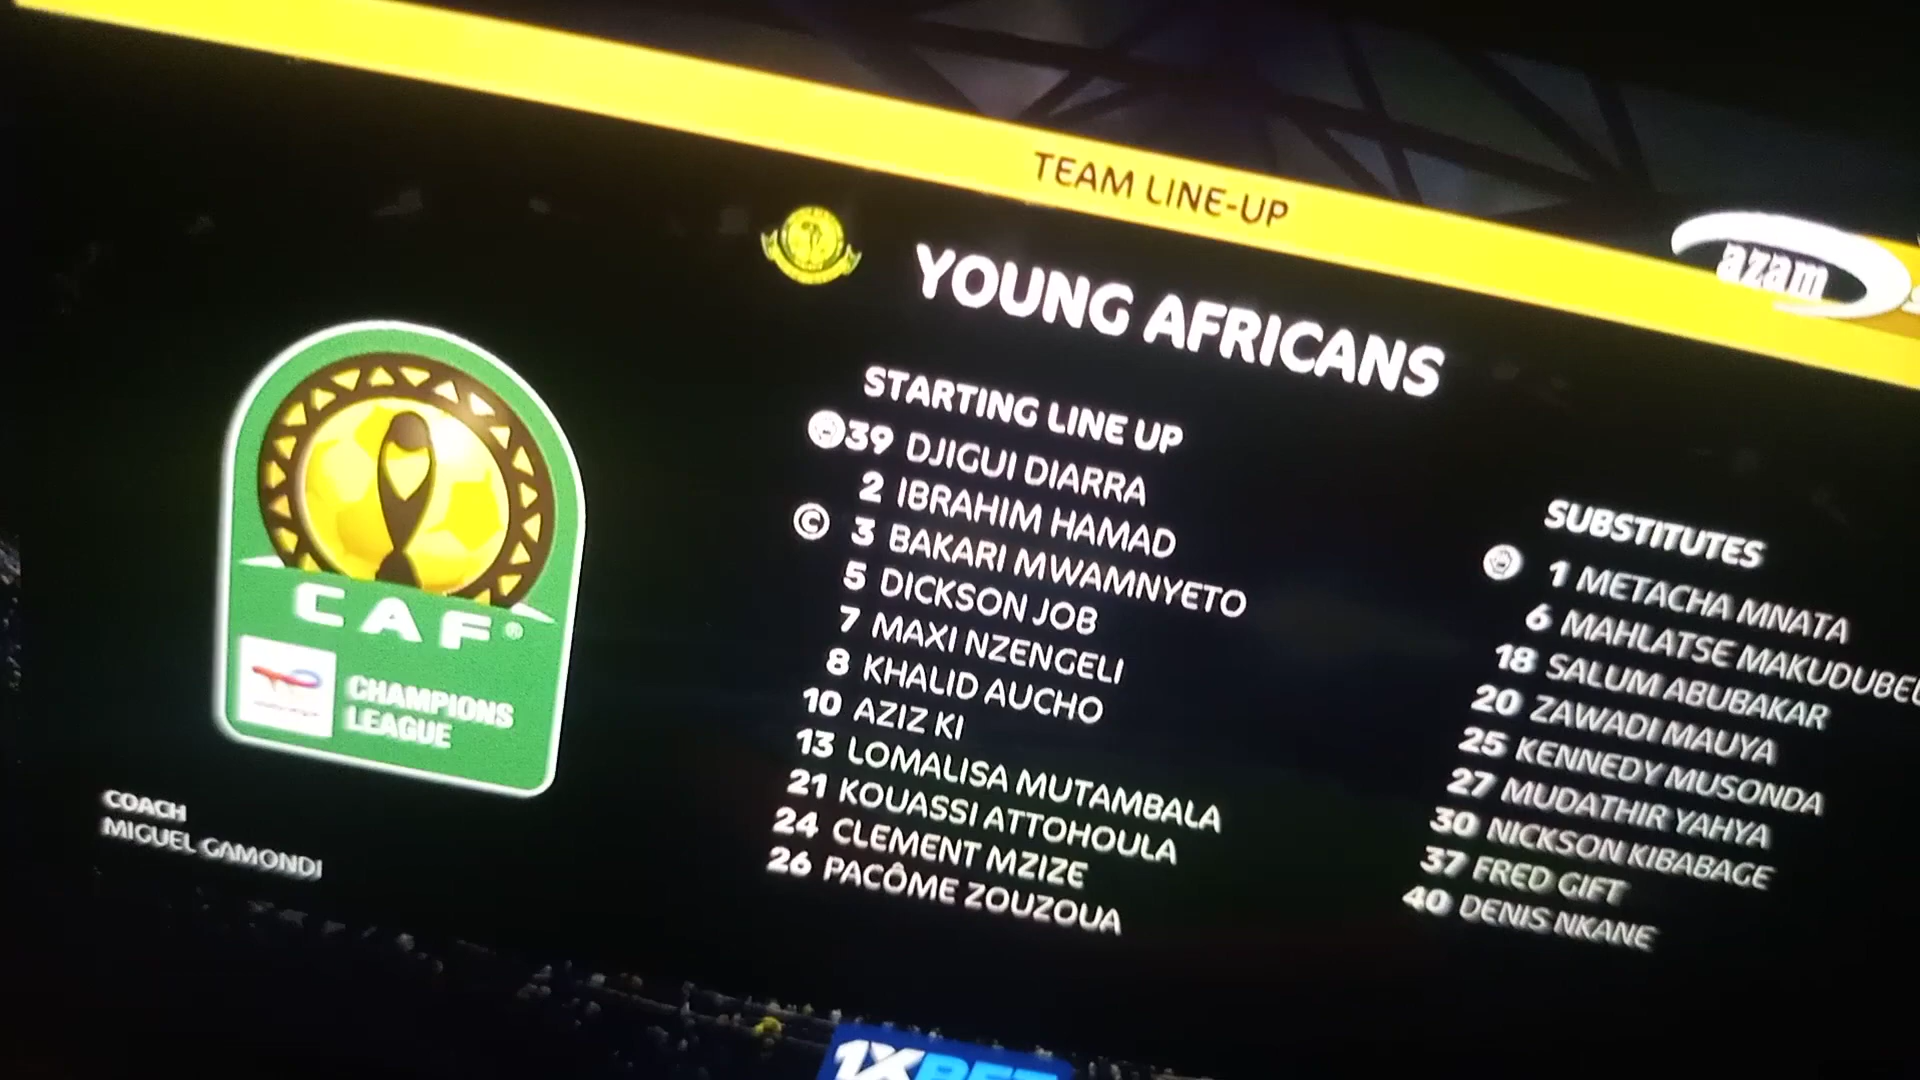 TEAM LINE-UP
azam
YOUNG AFRICANS
STARTING LINE UP
39 DJIGUI DIARRA
2 IBRAHIM HAMAD
© 3 BAKARI MWAMNYETO
5 DICKSON JOB
7 MAXI NZENGELI
8 KHALID AUCHO
10 AZIZ KI
13 LOMALISA MUTAMBALA
21 KOUASSI ATTOHOULA
24 CLEMENT MZIZE
26 PACÔME ZOUZOUA
SUBSTITUTES
1 METACHA MNATA
6 MAHLATSE
18 SALUM ABUBAKAR
20 ZAWADI MAUYA
25 KENNEDY MUSONDA
27 MUDATHIR YAHYA
30 NICKSON KIBABAGE
37 FRED GIFT
40 DENIS NKANE
CAF®
CHAMPIONS
LEAGUE
COACH
MIGUEL GAMONDI
1XBET